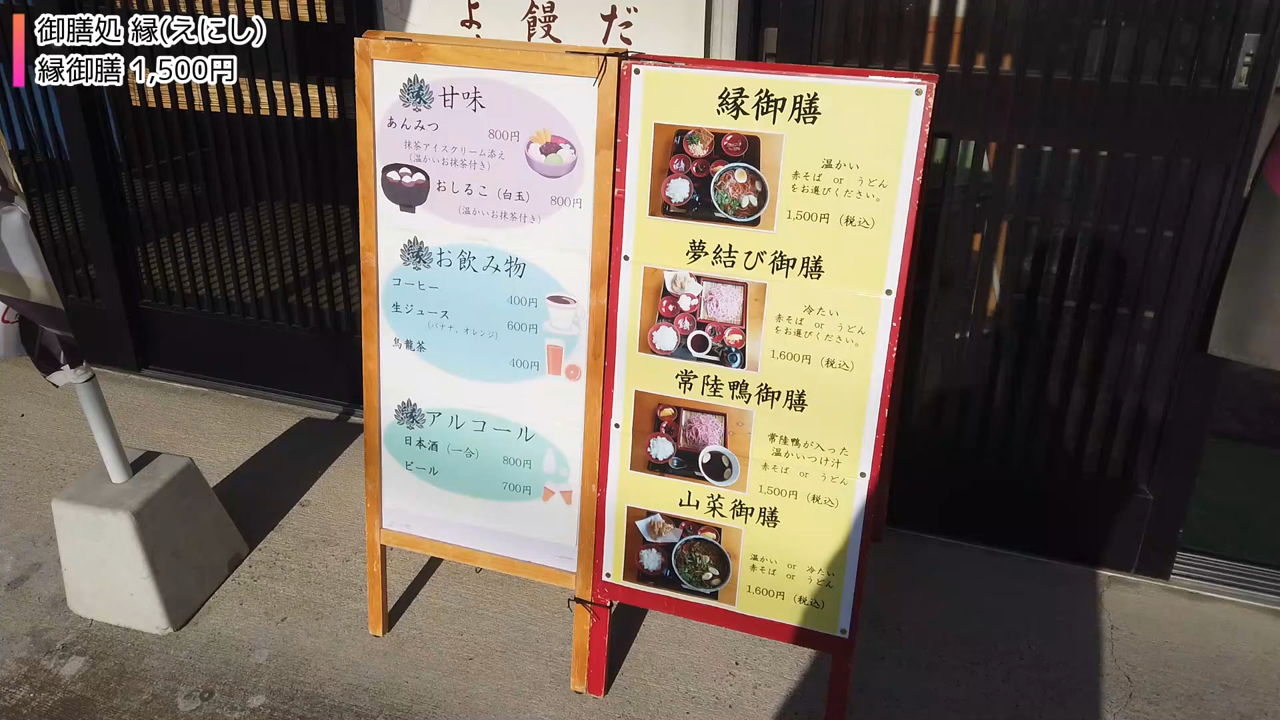 御膳処 縁(えにし)
縁御膳 1,500円
だ
饅
よ
甘味
あんみつ 800円
抹茶アイスクリーム添え
(温かいお抹茶付き)
おしるこ (白玉) 800円
(温かいお抹茶付き)
お飲み物
コーヒー 400円
生ジュース 600円
(バナナ、オレンジ)
烏龍茶 400円
アルコール
日本酒 (一合) 800円
ビール 700円
縁御膳
温かい
赤そば or うどん
をお選びください。
1,500円 (税込)
夢結び御膳
冷たい
赤そば or うどん
をお選びください。
1,600円 (税込)
常陸鴨御膳
常陸鴨が入った
温かいつけ汁
赤そば or うどん
1,500円 (税込)
山菜御膳
温かい or 冷たい
赤そば or うどん
1,600円 (税込)